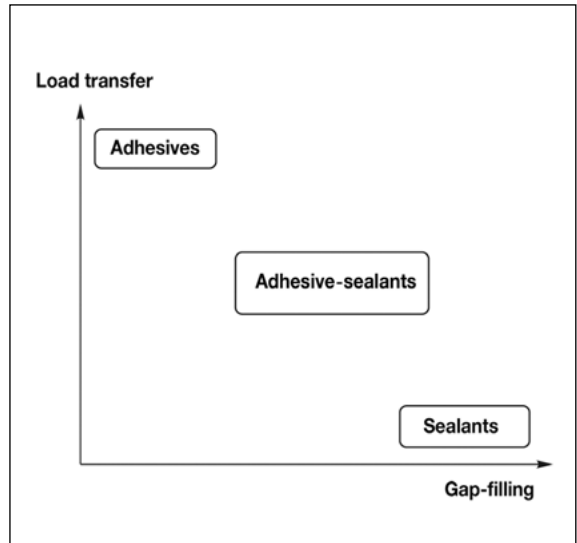 Load transfer
Adhesives
Adhesive-sealants
Sealants
Gap-filling